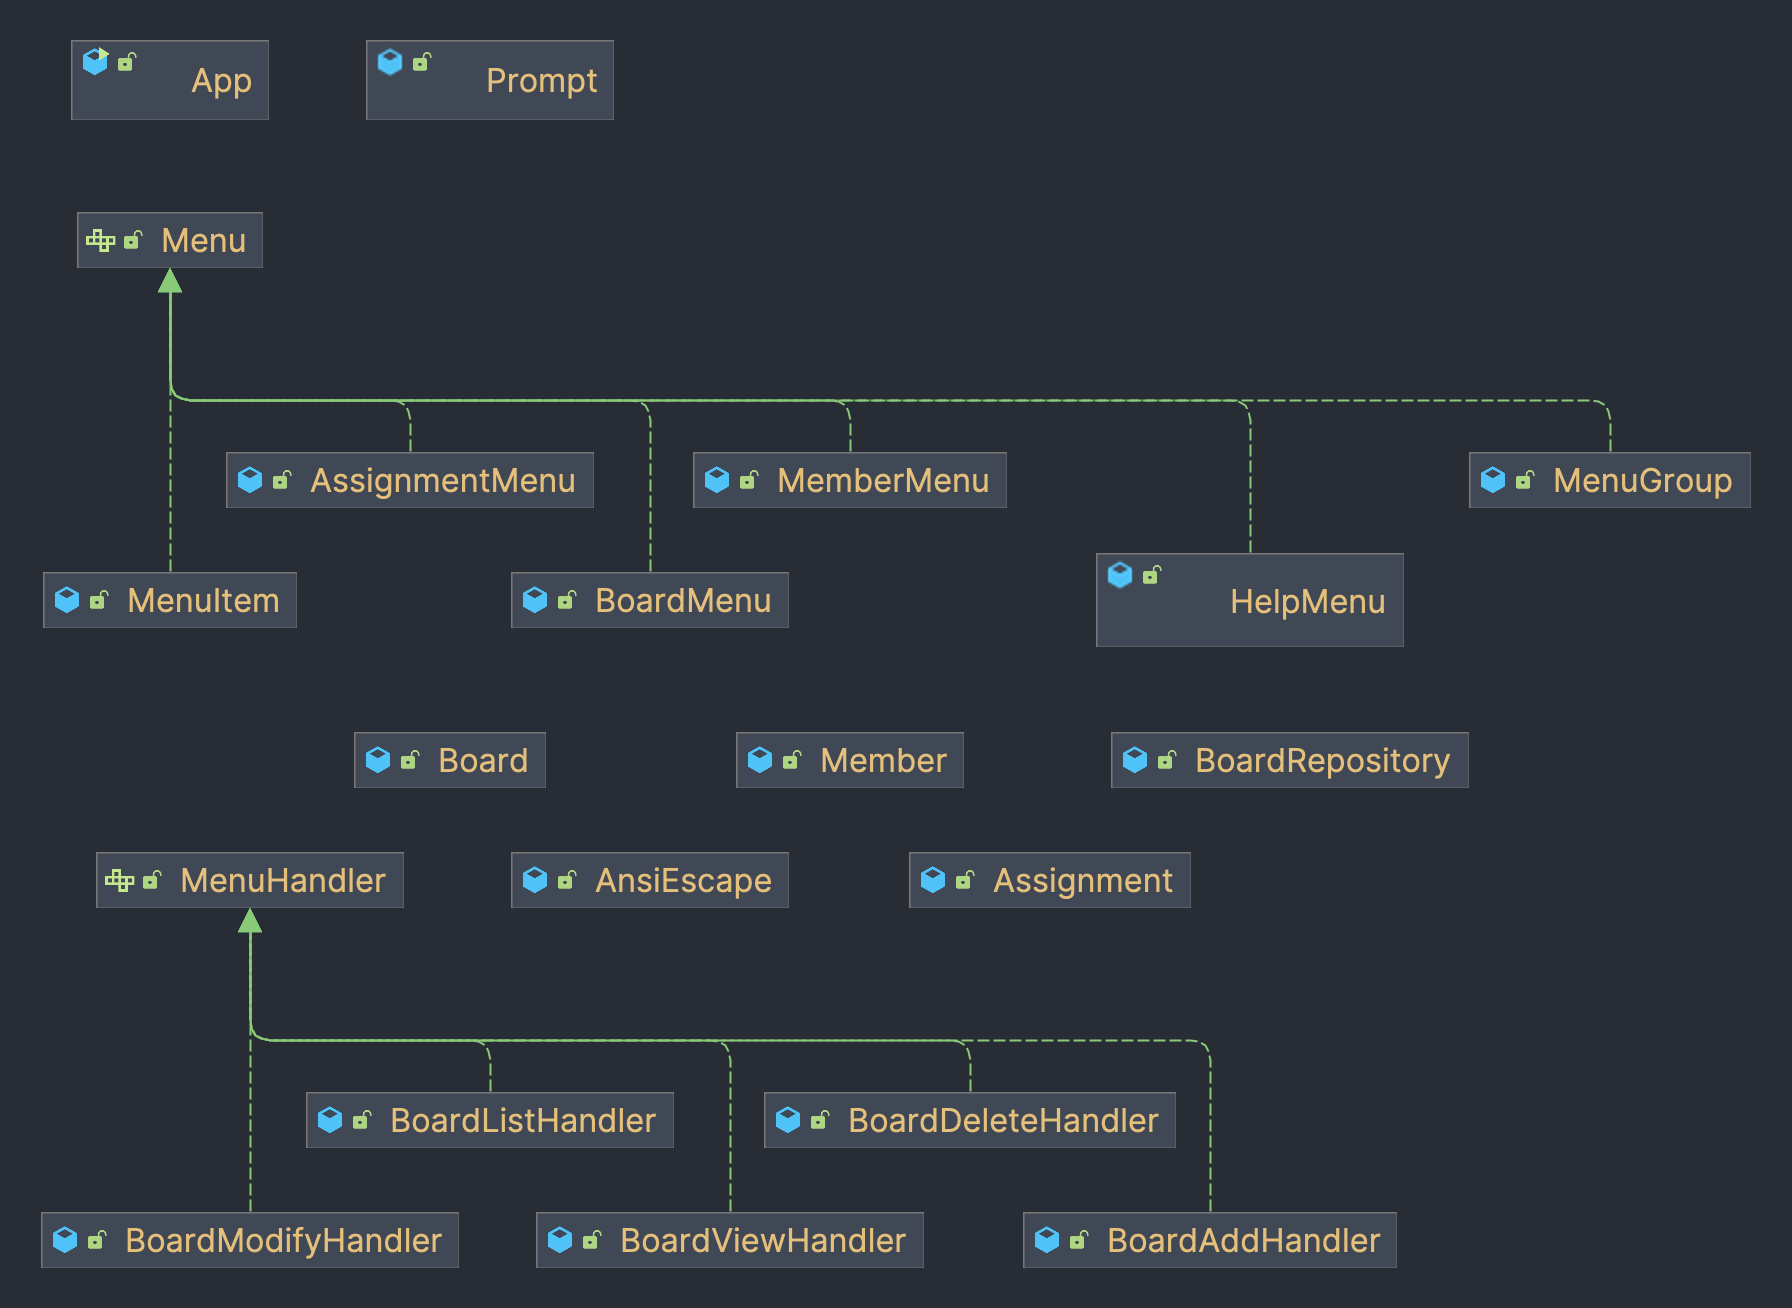 App
Prompt
Menu
AssignmentMenu
MemberMenu
MenuGroup
MenuItem
BoardMenu
HelpMenu
Board
Member
BoardRepository
MenuHandler
AnsiEscape
Assignment
BoardListHandler
BoardDeleteHandler
BoardModifyHandler
BoardViewHandler
BoardAddHandler